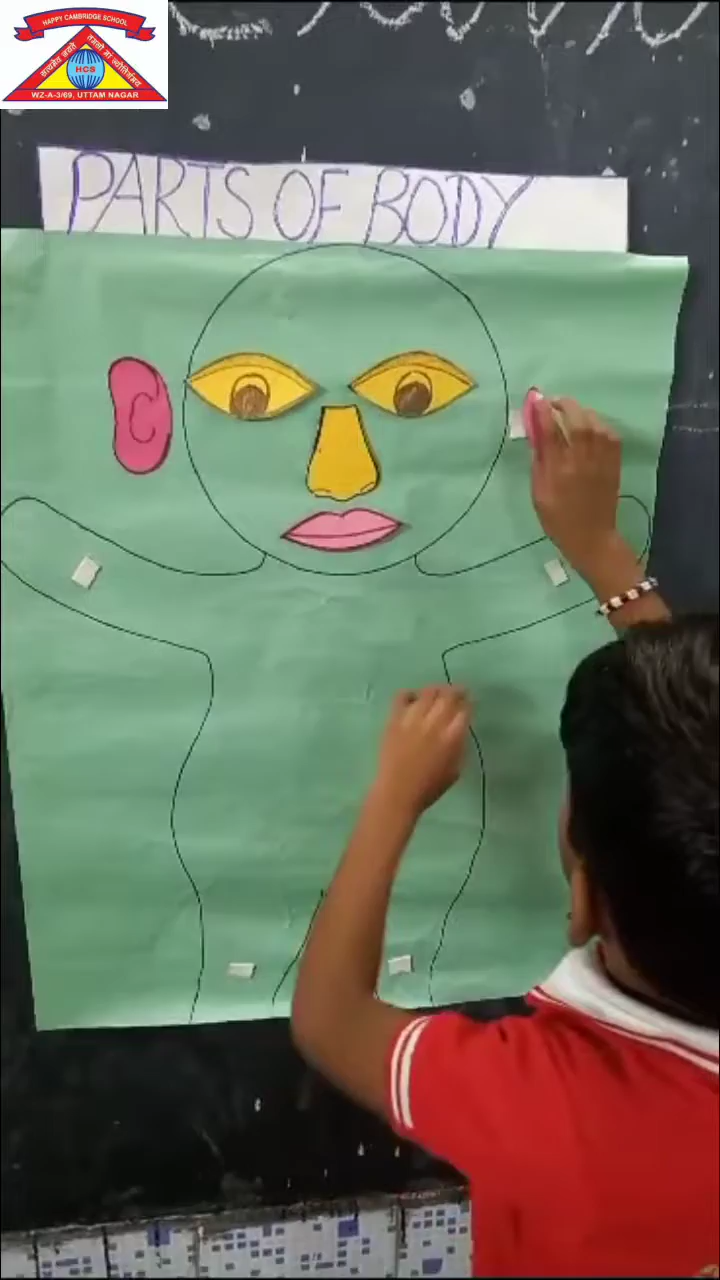 HAPPY CAMBRIDGE SCHOOL
HCS
WZ-A-3/69, UTTAM NAGAR
PARTS OF BODY